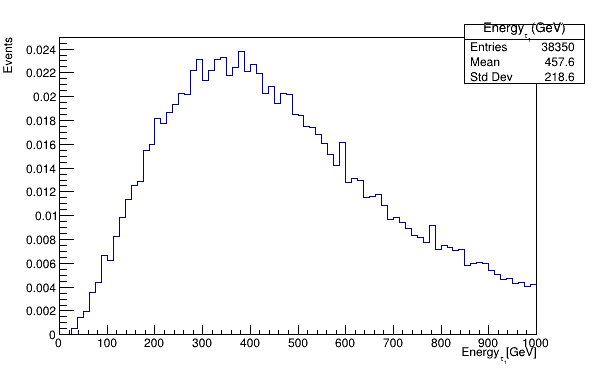 Energy_τ₁(GeV)
Entries 38350
Mean 457.6
Std Dev 218.6
Events
0.024
0.022
0.02
0.018
0.016
0.014
0.012
0.01
0.008
0.006
0.004
0.002
0
0 100 200 300 400 500 600 700 800 900 1000
Energy_τ₁[GeV]